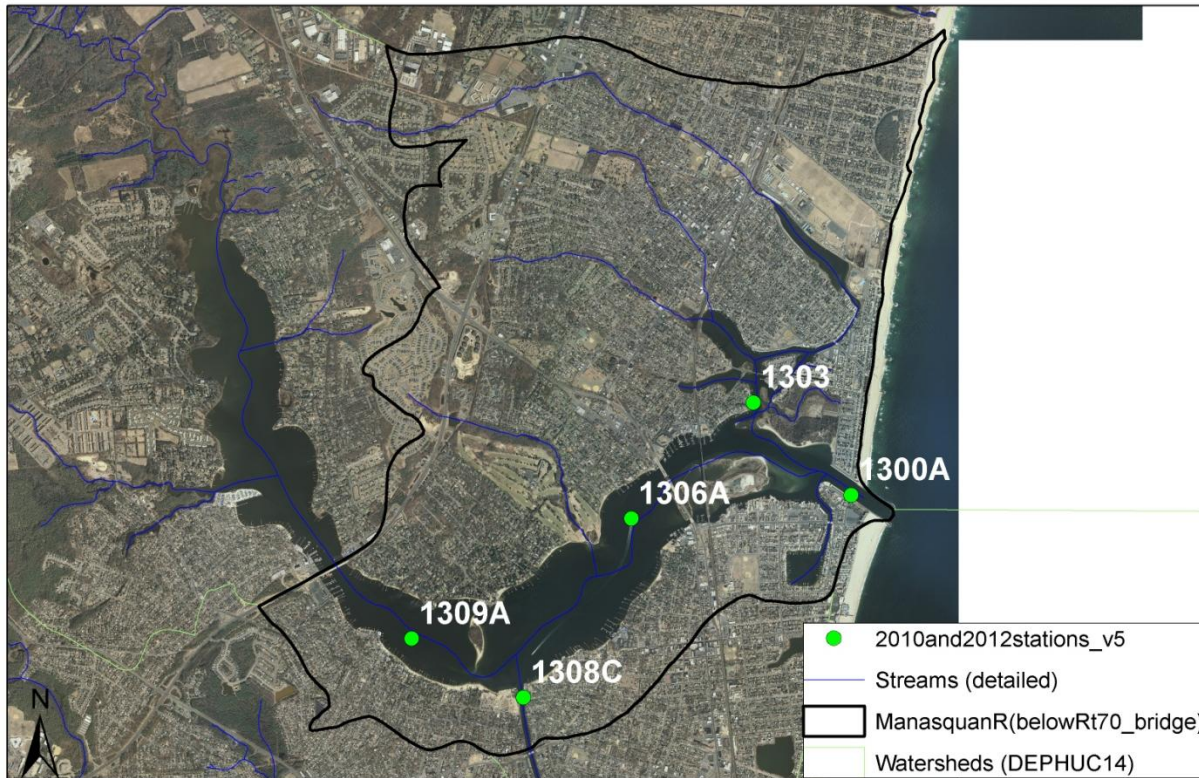 1303
1300A
1306A
1309A
1308C
N
2010and2012stations_v5
Streams (detailed)
ManasquanR(belowRt70_bridge)
Watersheds (DEPHUC14)